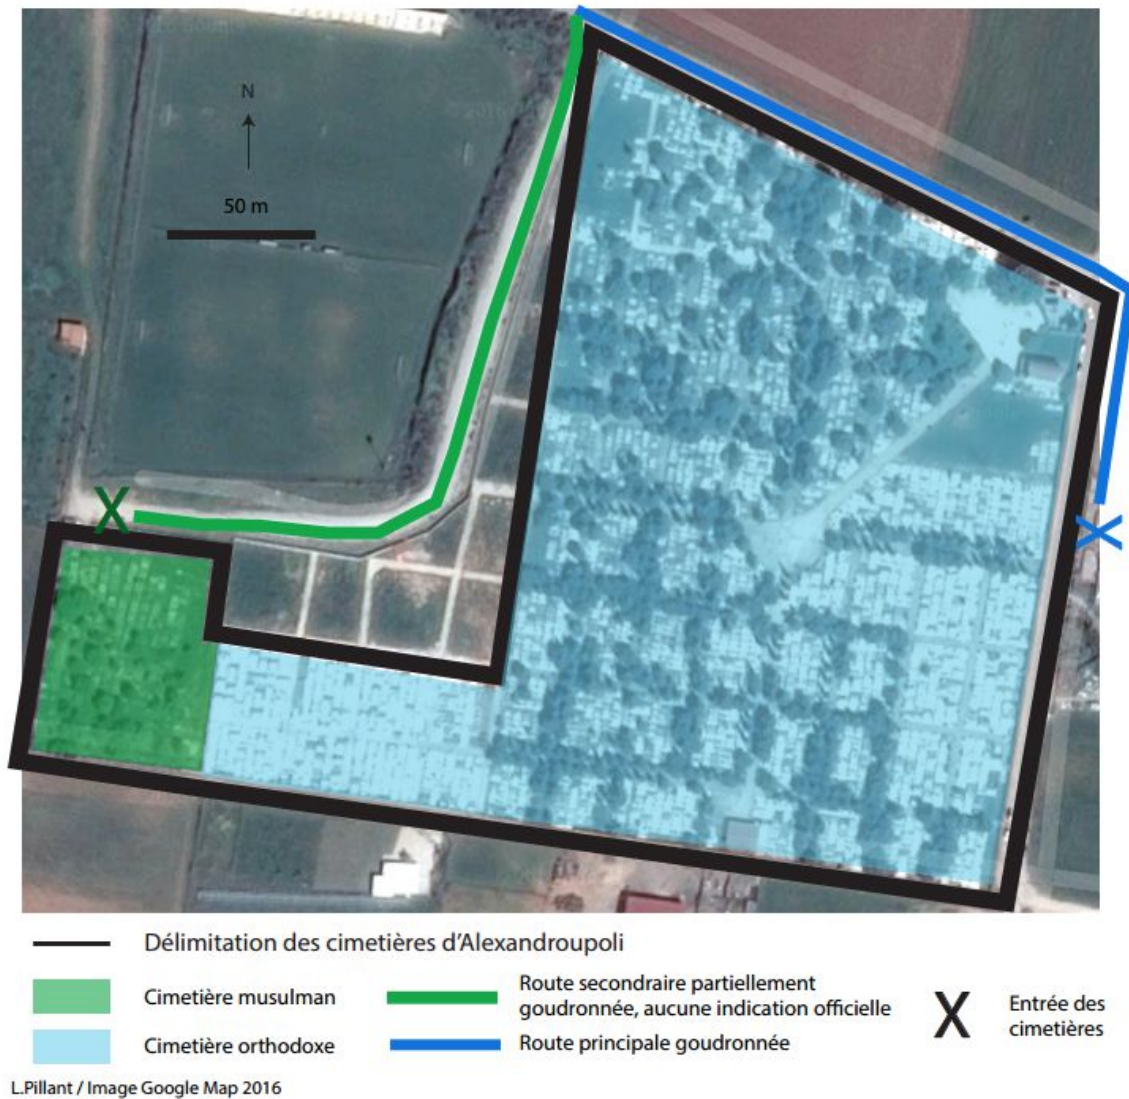 N
50 m
X
X
Délimitation des cimetières d'Alexandroupoli
Cimetière musulman
Cimetière orthodoxe
Route secondraire partiellement
goudronnée, aucune indication officielle
Route principale goudronnée
X
Entrée des
cimetières
L.Pillant / Image Google Map 2016